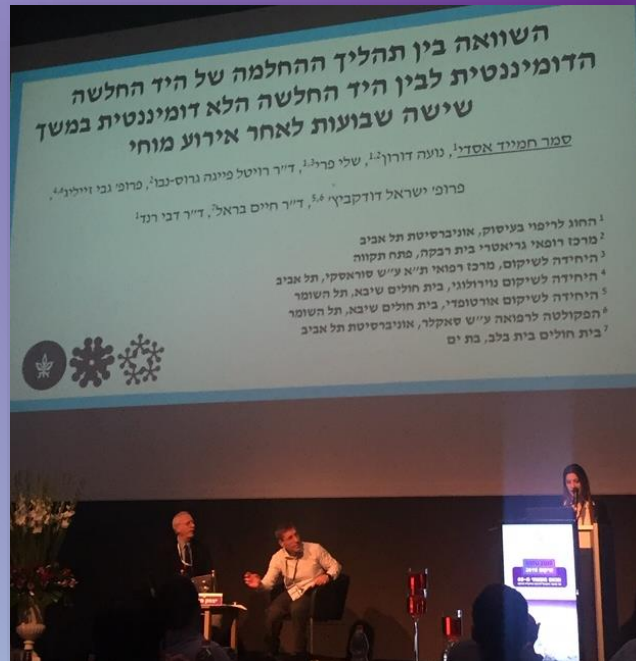 השוואה בין תהליך ההחלמה של היד החלשה
הדומיננטית לבין היד החלשה הלא דומיננטית במשך
שישה שבועות לאחר אירוע מוחי
סמר חמייד אסדי¹, נועה דורון¹,², שלי פרי¹,³, ד"ר רויטל פייגה גרוס-נבו², פרופ' גבי זייליג⁴,⁶,
פרופ' ישראל דודקביץ'⁵,⁶, ד"ר חיים בראל⁷, ד"ר דבי רנד¹
¹ החוג לריפוי בעיסוק, אוניברסיטת תל אביב
² מרכז רפואי גריאטרי בית רבקה, פתח תקווה
³ היחידה לשיקום, מרכז רפואי ת"א ע"ש סוראסקי, תל אביב
⁴ היחידה לשיקום נוירולוגי, בית חולים שיבא, תל השומר
⁵ היחידה לשיקום אורטופדי, בית חולים שיבא, תל השומר
⁶ הפקולטה לרפואה ע"ש סאקלר, אוניברסיטת תל אביב
⁷ בית חולים בית בלב, בת ים